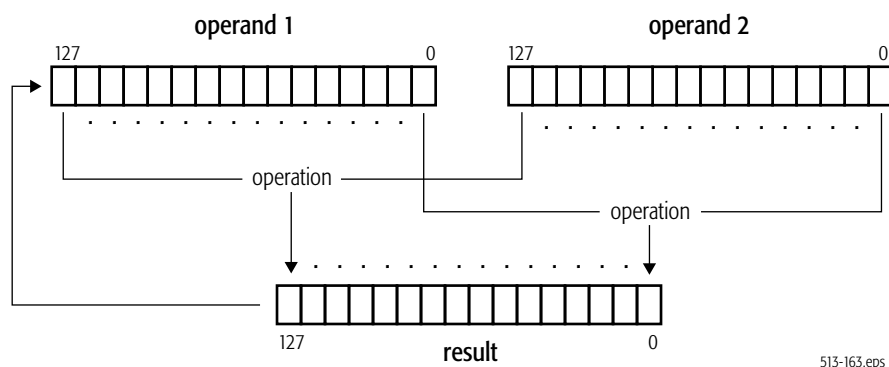 operand 1 operand 2
127 0 127 0
. . . . . . . . . . . . . . . . . . . . . . . . . . . .
operation
operation
. . . . . . . . . . . . . .
127 0
result
513-163.eps